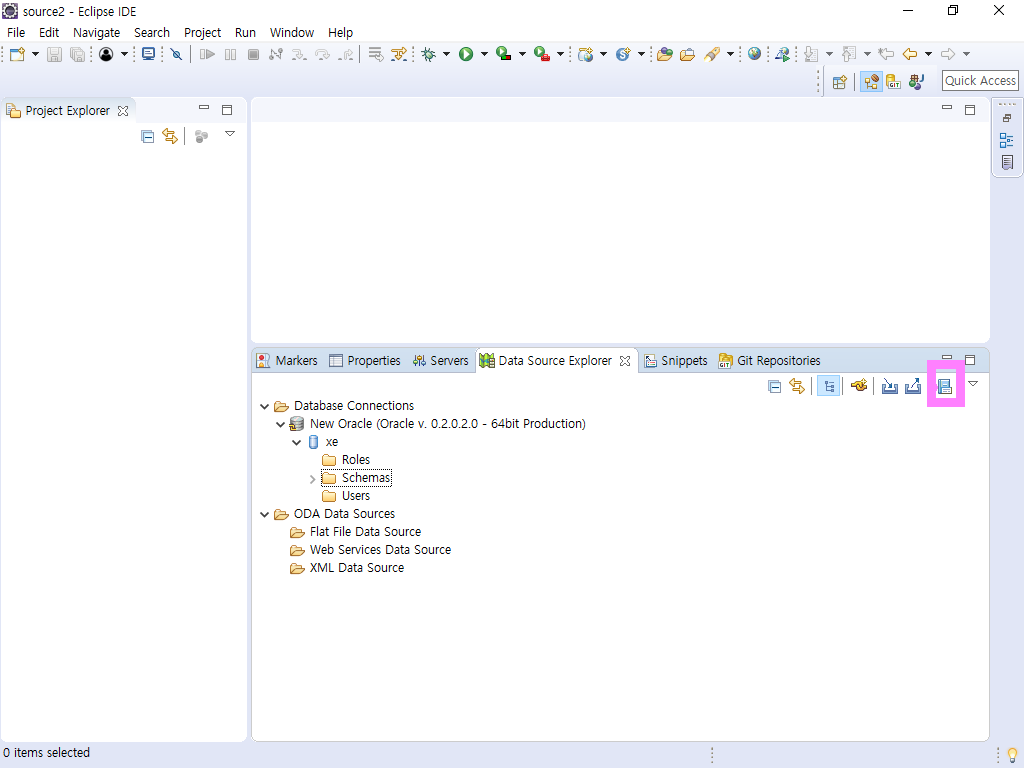 source2 - Eclipse IDE
File Edit Navigate Search Project Run Window Help
Quick Access
Project Explorer
Markers Properties Servers Data Source Explorer Snippets Git Repositories
Database Connections
New Oracle (Oracle v. 0.2.0.2.0 - 64bit Production)
xe
Roles
Schemas
Users
ODA Data Sources
Flat File Data Source
Web Services Data Source
XML Data Source
0 items selected